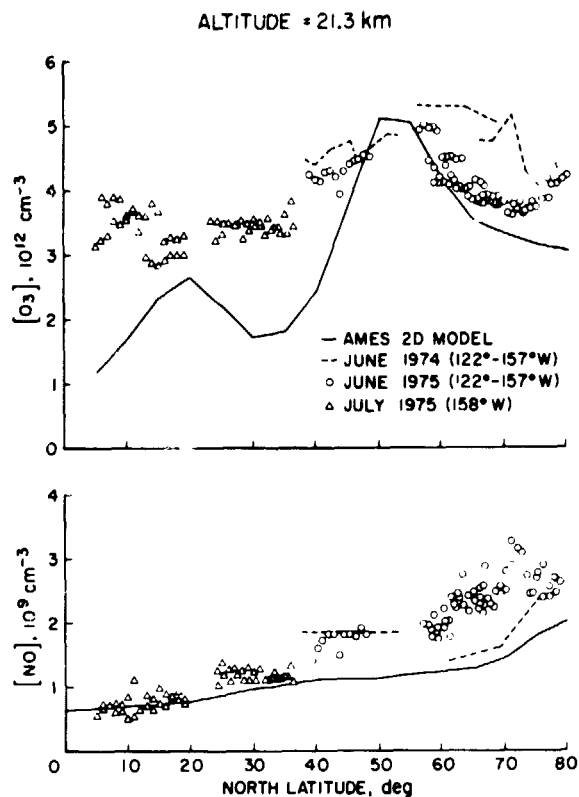 ALTITUDE = 21.3 km
6
5
4
3
2
1
0
[O3], 10^12 cm^-3
— AMES 2D MODEL
--- JUNE 1974 (122°-157°W)
○ JUNE 1975 (122°-157°W)
△ JULY 1975 (158°W)
4
3
2
1
[NO], 10^9 cm^-3
0 10 20 30 40 50 60 70 80
NORTH LATITUDE, deg